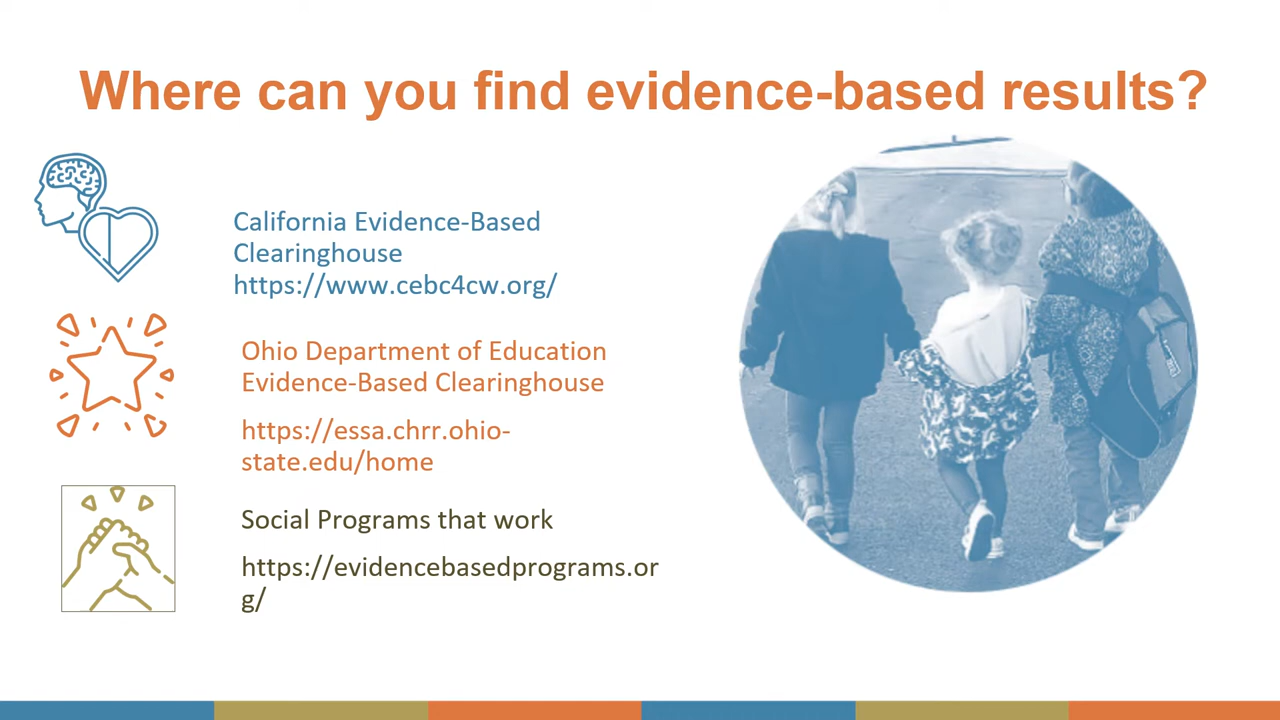 Where can you find evidence-based results?
California Evidence-Based
Clearinghouse
https://www.cebc4cw.org/
Ohio Department of Education
Evidence-Based Clearinghouse
https://essa.chrr.ohio-
state.edu/home
Social Programs that work
https://evidencebasedprograms.or
g/